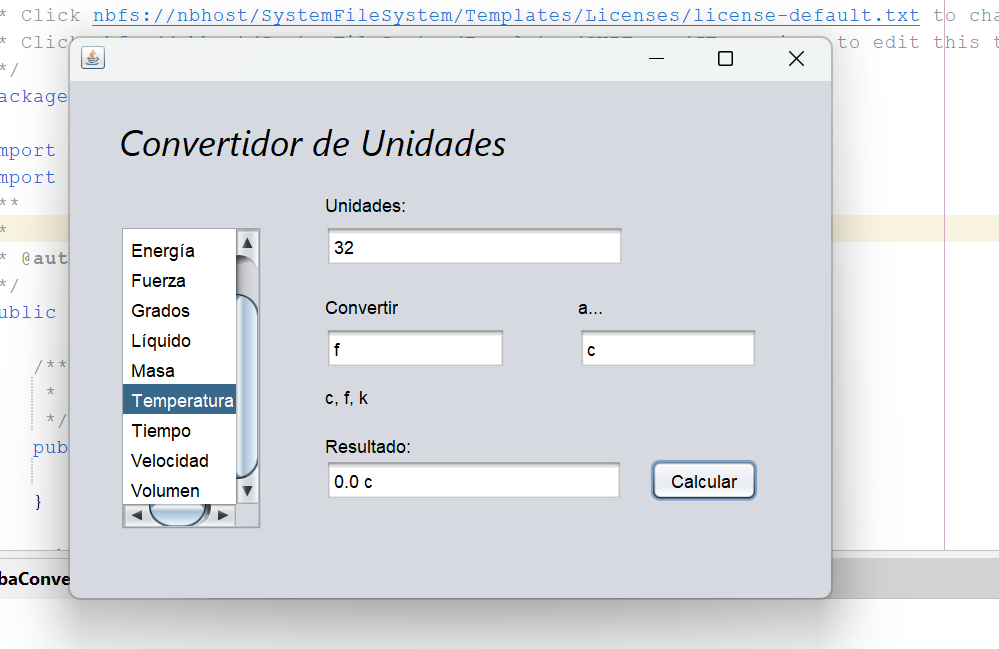 * Click nbfs://nbhost/SystemFileSystem/Templates/Licenses/license-default.txt to cha
* Click to edit this t
*/
ackage
mport
mport
**
*
* @aut
*/
ublic
/**
*
*/
pub
}
Convertidor de Unidades
Unidades:
32
Convertir a...
f c
c, f, k
Resultado:
0.0 c Calcular
Energía
Fuerza
Grados
Líquido
Masa
Temperatura
Tiempo
Velocidad
Volumen
baConve